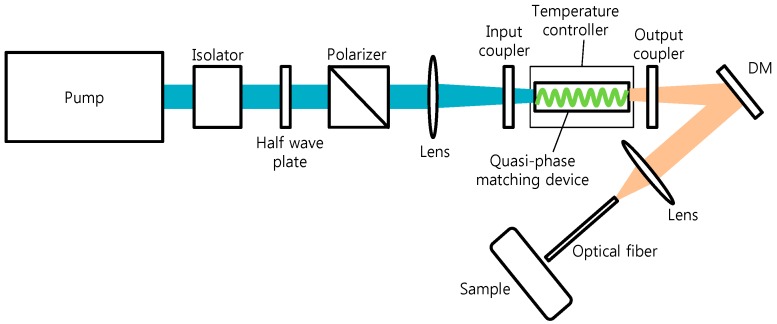 Pump
Isolator
Half wave
plate
Polarizer
Lens
Input
coupler
Temperature
controller
Quasi-phase
matching device
Output
coupler
DM
Lens
Optical fiber
Sample